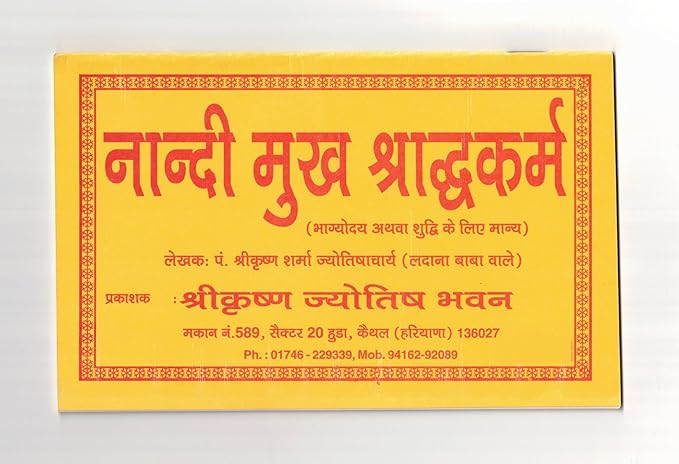 नान्दी मुख श्राद्धकर्म
(भाग्योदय अथवा शुद्वि के लिए मान्य)
लेखक: पं. श्रीकृष्ण शर्मा ज्योतिषाचार्य (लदाना बाबा वाले)
प्रकाशक : श्रीकृष्ण ज्योतिष भवन
मकान नं.589, सैक्टर 20 हुडा, कैथल (हरियाणा) 136027
Ph. : 01746 - 229339, Mob. 94162-92089